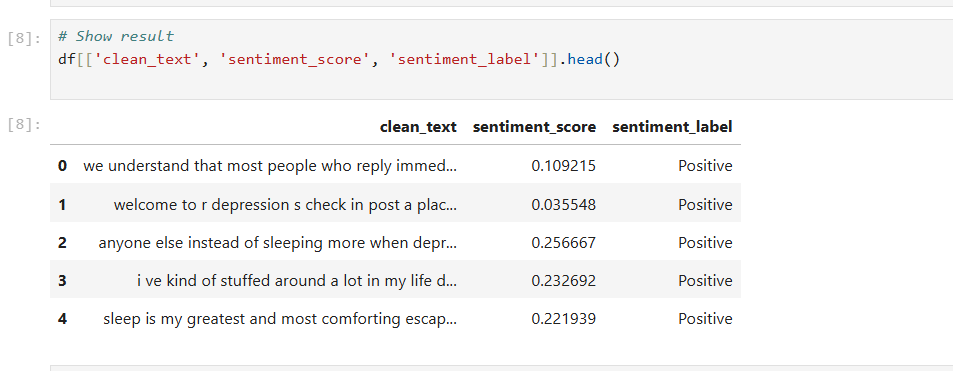 [8]: # Show result
df[['clean_text', 'sentiment_score', 'sentiment_label']].head()
[8]:
clean_text sentiment_score sentiment_label
0 we understand that most people who reply immed... 0.109215 Positive
1 welcome to r depression s check in post a plac... 0.035548 Positive
2 anyone else instead of sleeping more when depr... 0.256667 Positive
3 i ve kind of stuffed around a lot in my life d... 0.232692 Positive
4 sleep is my greatest and most comforting escap... 0.221939 Positive